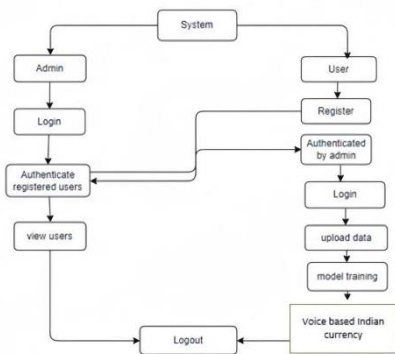 System
Admin
User
Login
Register
Authenticate
registered users
Authenticated
by admin
Login
view users
upload data
model training
Voice based Indian
currency
Logout